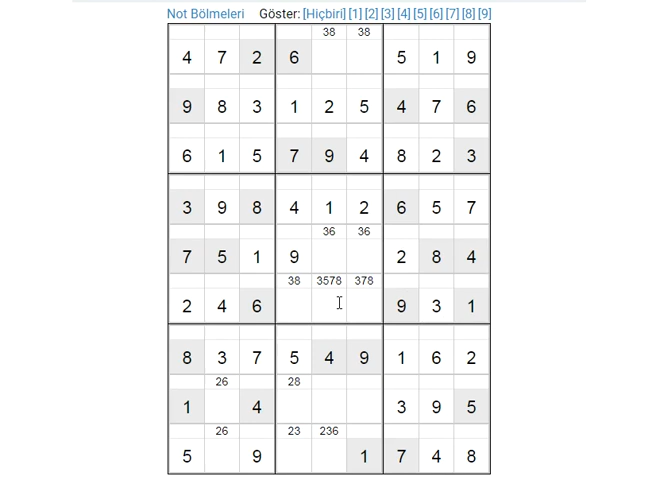 Not Bölmeleri Göster: [Hiçbiri] [1] [2] [3] [4] [5] [6] [7] [8] [9]
38 38
4 7 2 6 5 1 9
9 8 3 1 2 5 4 7 6
6 1 5 7 9 4 8 2 3
3 9 8 4 1 2 6 5 7
36 36
7 5 1 9 2 8 4
38 3578 378
2 4 6 9 3 1
8 3 7 5 4 9 1 6 2
26 28
1 4 3 9 5
26 23 236
5 9 1 7 4 8